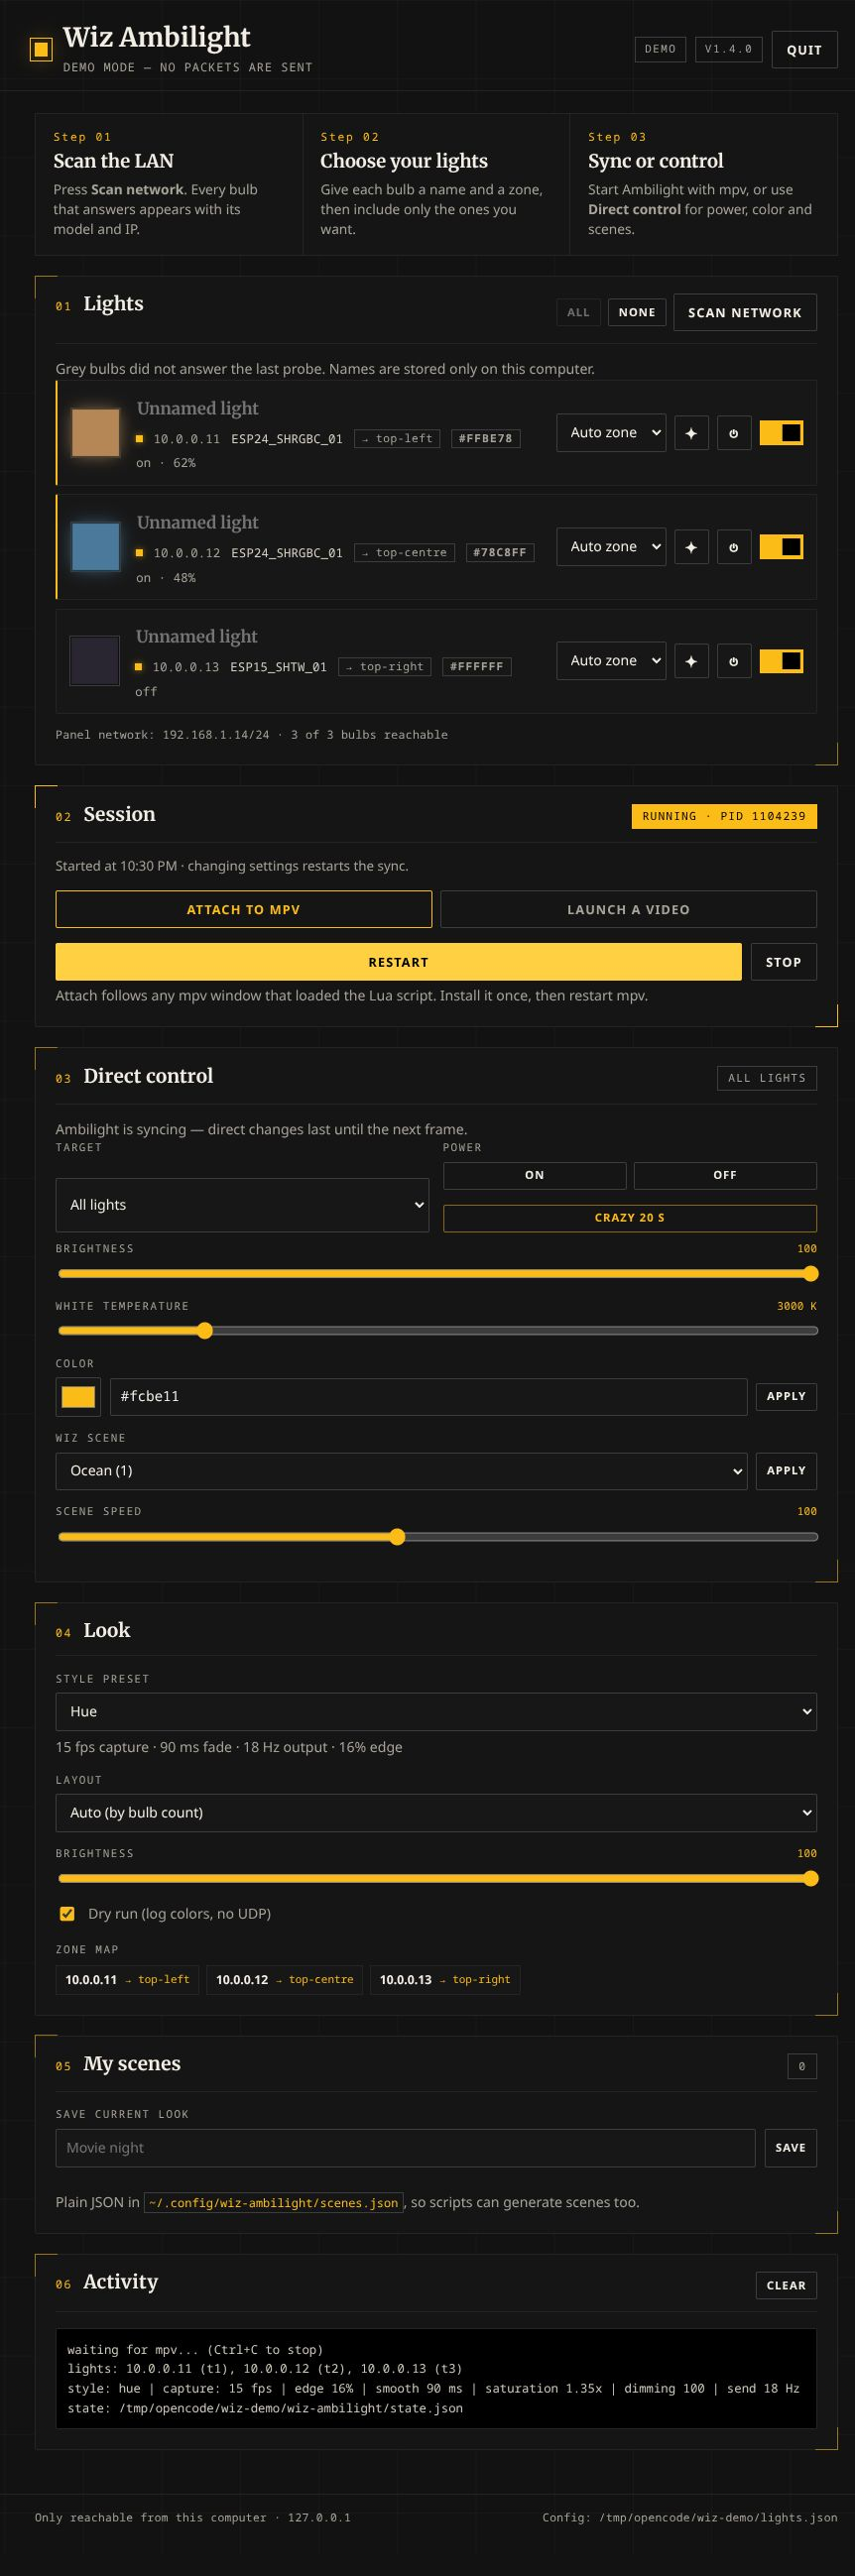 Wiz Ambilight
DEMO MODE — NO PACKETS ARE SENT
DEMO
V1.4.0
QUIT
Step 01
Scan the LAN
Press Scan network. Every bulb
that answers appears with its
model and IP.
Step 02
Choose your lights
Give each bulb a name and a zone,
then include only the ones you
want.
Step 03
Sync or control
Start Ambilight with mpv, or use
Direct control for power, color and
scenes.
01 Lights
ALL
NONE
SCAN NETWORK
Grey bulbs did not answer the last probe. Names are stored only on this computer.
Unnamed light
10.0.0.11 ESP24_SHRGBC_01 → top-left #FFBE78
on · 62%
Auto zone
Unnamed light
10.0.0.12 ESP24_SHRGBC_01 → top-centre #78C8FF
on · 48%
Auto zone
Unnamed light
10.0.0.13 ESP15_SHTW_01 → top-right #FFFFFF
off
Auto zone
Panel network: 192.168.1.14/24 · 3 of 3 bulbs reachable
02 Session
RUNNING · PID 1104239
Started at 10:30 PM · changing settings restarts the sync.
ATTACH TO MPV
LAUNCH A VIDEO
RESTART
STOP
Attach follows any mpv window that loaded the Lua script. Install it once, then restart mpv.
03 Direct control
ALL LIGHTS
Ambilight is syncing — direct changes last until the next frame.
TARGET
All lights
POWER
ON
OFF
CRAZY 20 S
BRIGHTNESS
100
WHITE TEMPERATURE
3000 K
COLOR
#fcbe11
APPLY
WIZ SCENE
Ocean (1)
APPLY
SCENE SPEED
100
04 Look
STYLE PRESET
Hue
15 fps capture · 90 ms fade · 18 Hz output · 16% edge
LAYOUT
Auto (by bulb count)
BRIGHTNESS
100
Dry run (log colors, no UDP)
ZONE MAP
10.0.0.11 → top-left
10.0.0.12 → top-centre
10.0.0.13 → top-right
05 My scenes
0
SAVE CURRENT LOOK
Movie night
SAVE
Plain JSON in ~/.config/wiz-ambilight/scenes.json, so scripts can generate scenes too.
06 Activity
CLEAR
waiting for mpv... (Ctrl+C to stop)
lights: 10.0.0.11 (t1), 10.0.0.12 (t2), 10.0.0.13 (t3)
style: hue | capture: 15 fps | edge 16% | smooth 90 ms | saturation 1.35x | dimming 100 | send 18 Hz
state: /tmp/opencode/wiz-demo/wiz-ambilight/state.json
Only reachable from this computer · 127.0.0.1
Config: /tmp/opencode/wiz-demo/lights.json